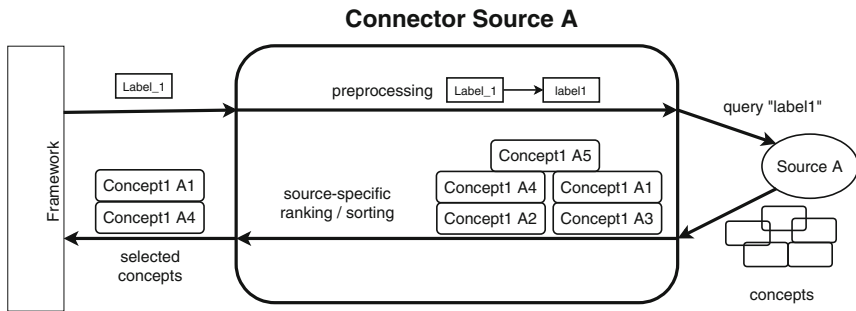 Connector Source A
Framework
Label_1
preprocessing
Label_1
label1
query "label1"
Source A
concepts
Concept1 A5
Concept1 A4
Concept1 A1
Concept1 A2
Concept1 A3
source-specific
ranking / sorting
Concept1 A1
Concept1 A4
selected
concepts